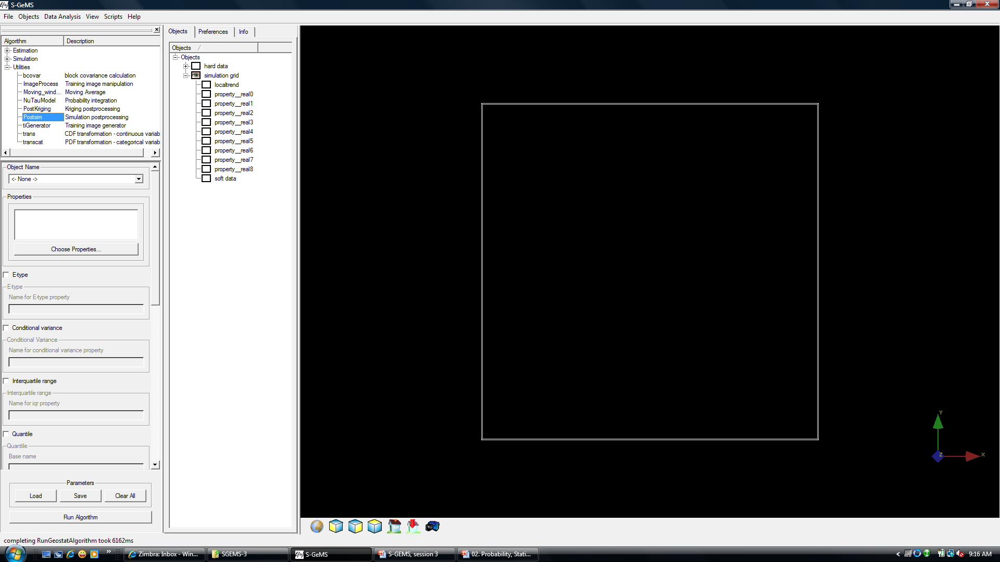 S-GeMS
File Objects Data Analysis View Scripts Help
Algorithm Description
Estimation
Simulation
Utilities
bcovar block covariance calculation
ImageProcess Training image manipulation
Moving_wind... Moving Average
NuTauModel Probability integration
PostKriging Kriging postprocessing
Postsim Simulation postprocessing
tiGenerator Training image generator
trans CDF transformation - continuous variab
transcat PDF transformation - categorical variab
Object Name
<- None ->
Properties
Choose Properties...
E-type
E-type
Name for E-type property
Conditional variance
Conditional Variance
Name for conditional variance property
Interquartile range
Interquartile range
Name for iqr property
Quantile
Quantile
Base name
Parameters
Load Save Clear All
Run Algorithm
Objects Preferences Info
Objects
Objects
hard data
simulation grid
localtrend
property__real0
property__real1
property__real2
property__real3
property__real4
property__real5
property__real6
property__real7
property__real8
soft data
Y
Z X
completing RunGeostatAlgorithm took 6162ms
Zimbra: Inbox - Win... SGEMS-3 S-GeMS S-GEMS, session 3 02. Probability, Stati... 9:16 AM